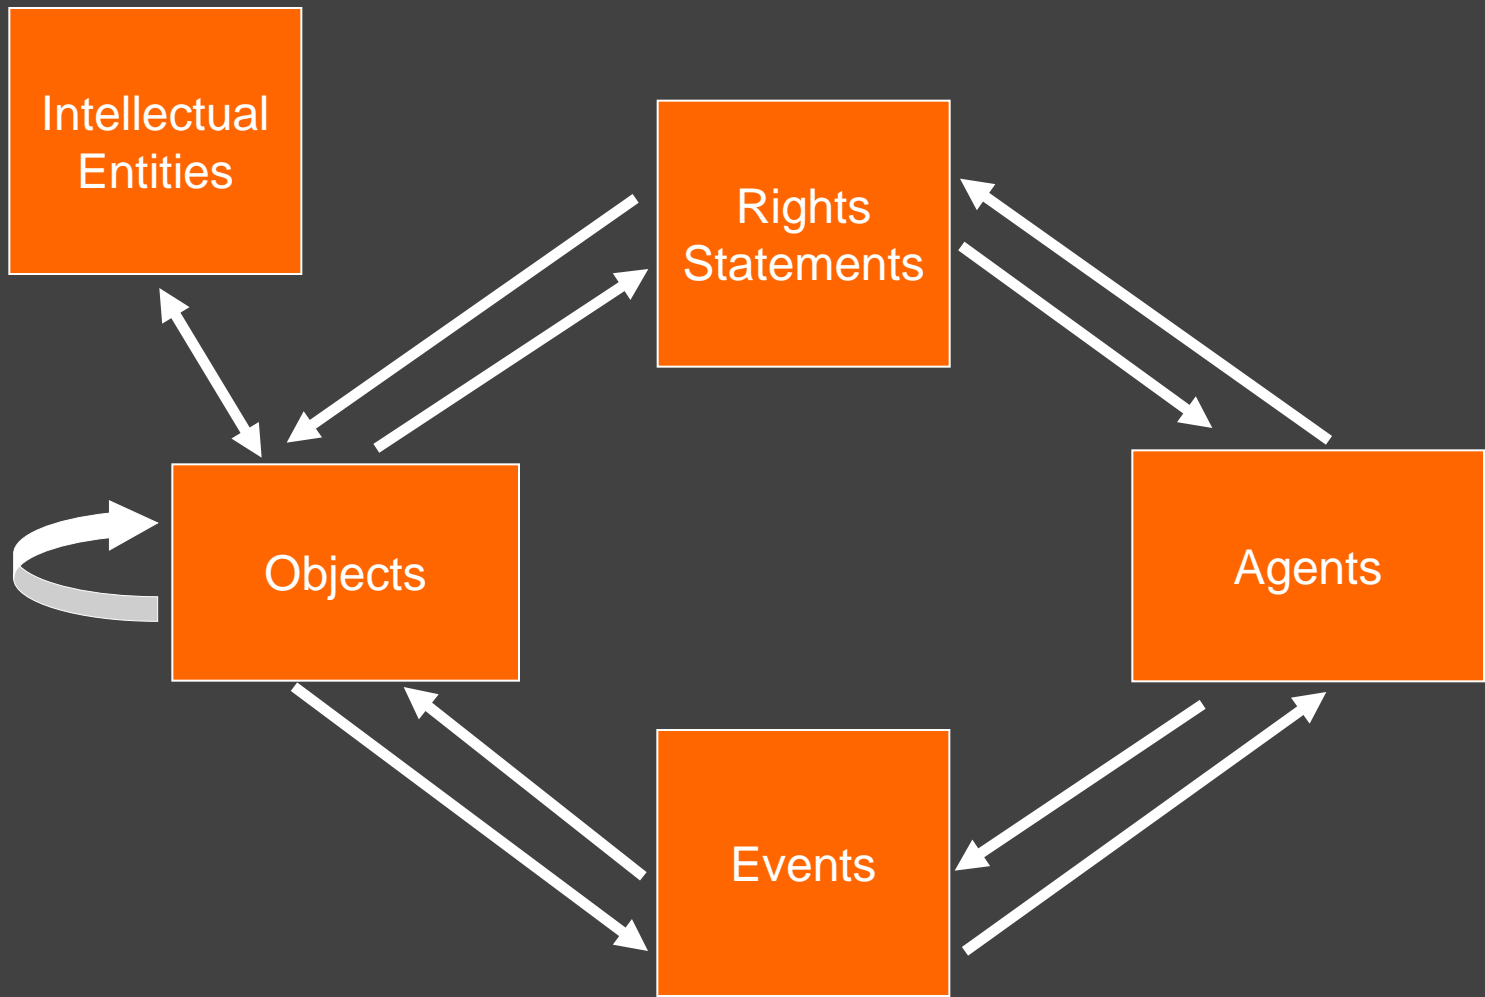 Intellectual
Entities
Rights
Statements
Objects
Agents
Events